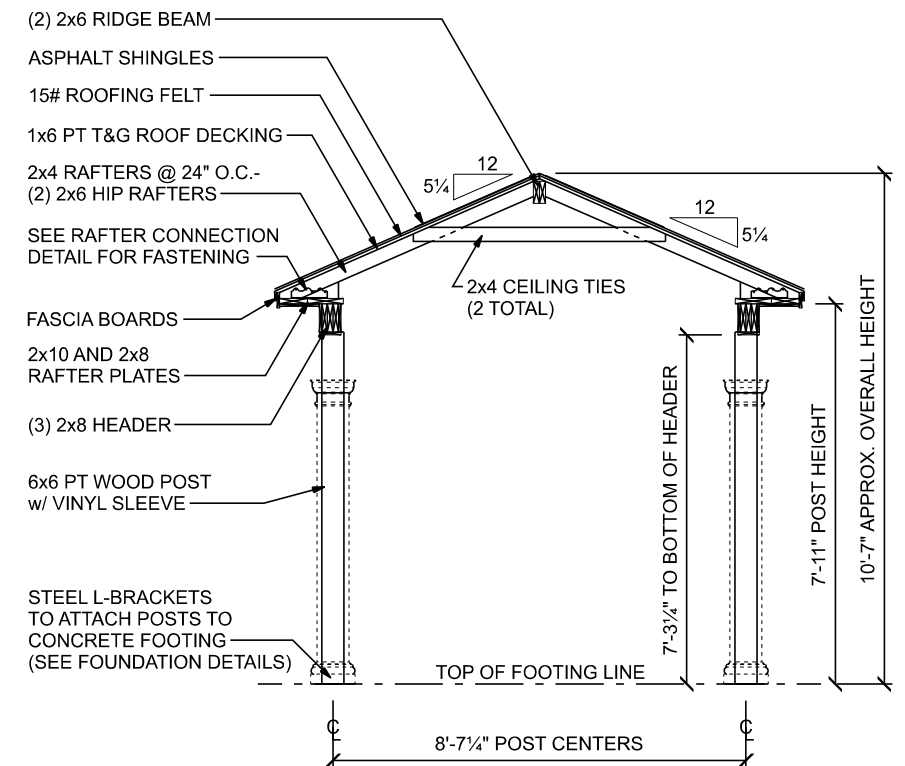 (2) 2x6 RIDGE BEAM
ASPHALT SHINGLES
15# ROOFING FELT
1x6 PT T&G ROOF DECKING
2x4 RAFTERS @ 24" O.C.-
(2) 2x6 HIP RAFTERS
SEE RAFTER CONNECTION
DETAIL FOR FASTENING
FASCIA BOARDS
2x10 AND 2x8
RAFTER PLATES
(3) 2x8 HEADER
6x6 PT WOOD POST
w/ VINYL SLEEVE
STEEL L-BRACKETS
TO ATTACH POSTS TO
CONCRETE FOOTING
(SEE FOUNDATION DETAILS)
12
5¼
12
5¼
2x4 CEILING TIES
(2 TOTAL)
7'-3¼" TO BOTTOM OF HEADER
7'-11" POST HEIGHT
10'-7" APPROX. OVERALL HEIGHT
TOP OF FOOTING LINE
℄
℄
8'-7¼" POST CENTERS